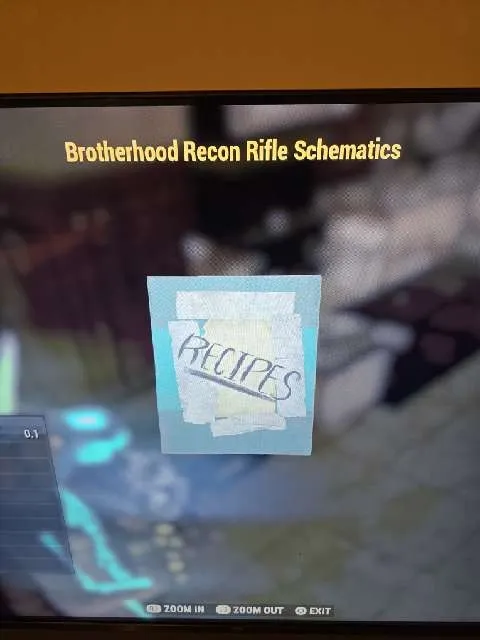 Brotherhood Recon Rifle Schematics
RECIPES
0.1
ZOOM IN ZOOM OUT EXIT